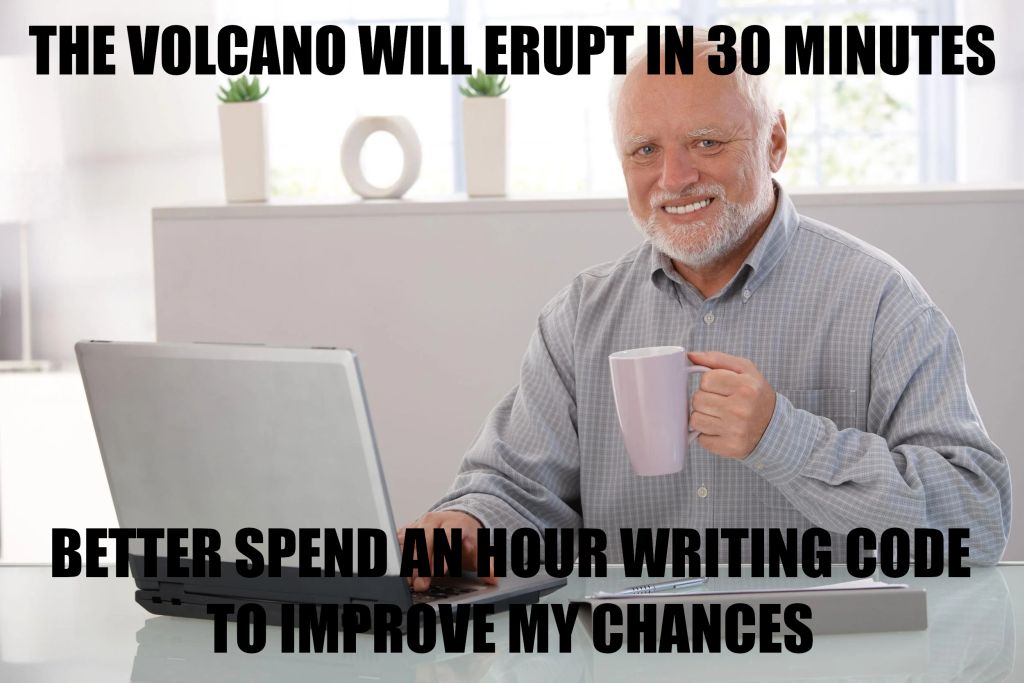 THE VOLCANO WILL ERUPT IN 30 MINUTES
BETTER SPEND AN HOUR WRITING CODE
TO IMPROVE MY CHANCES